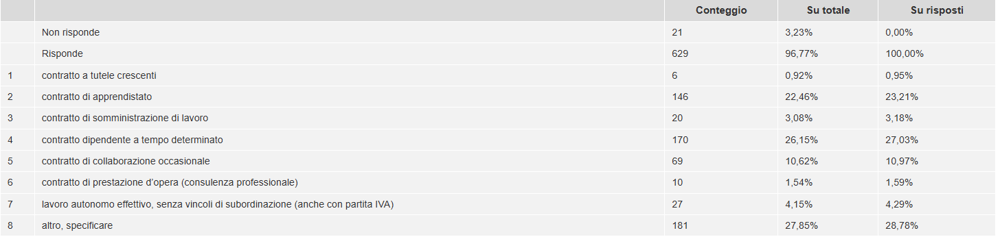 Conteggio Su totale Su risposti
Non risponde 21 3,23% 0,00%
Risponde 629 96,77% 100,00%
1 contratto a tutele crescenti 6 0,92% 0,95%
2 contratto di apprendistato 146 22,46% 23,21%
3 contratto di somministrazione di lavoro 20 3,08% 3,18%
4 contratto dipendente a tempo determinato 170 26,15% 27,03%
5 contratto di collaborazione occasionale 69 10,62% 10,97%
6 contratto di prestazione d’opera (consulenza professionale) 10 1,54% 1,59%
7 lavoro autonomo effettivo, senza vincoli di subordinazione (anche con partita IVA) 27 4,15% 4,29%
8 altro, specificare 181 27,85% 28,78%